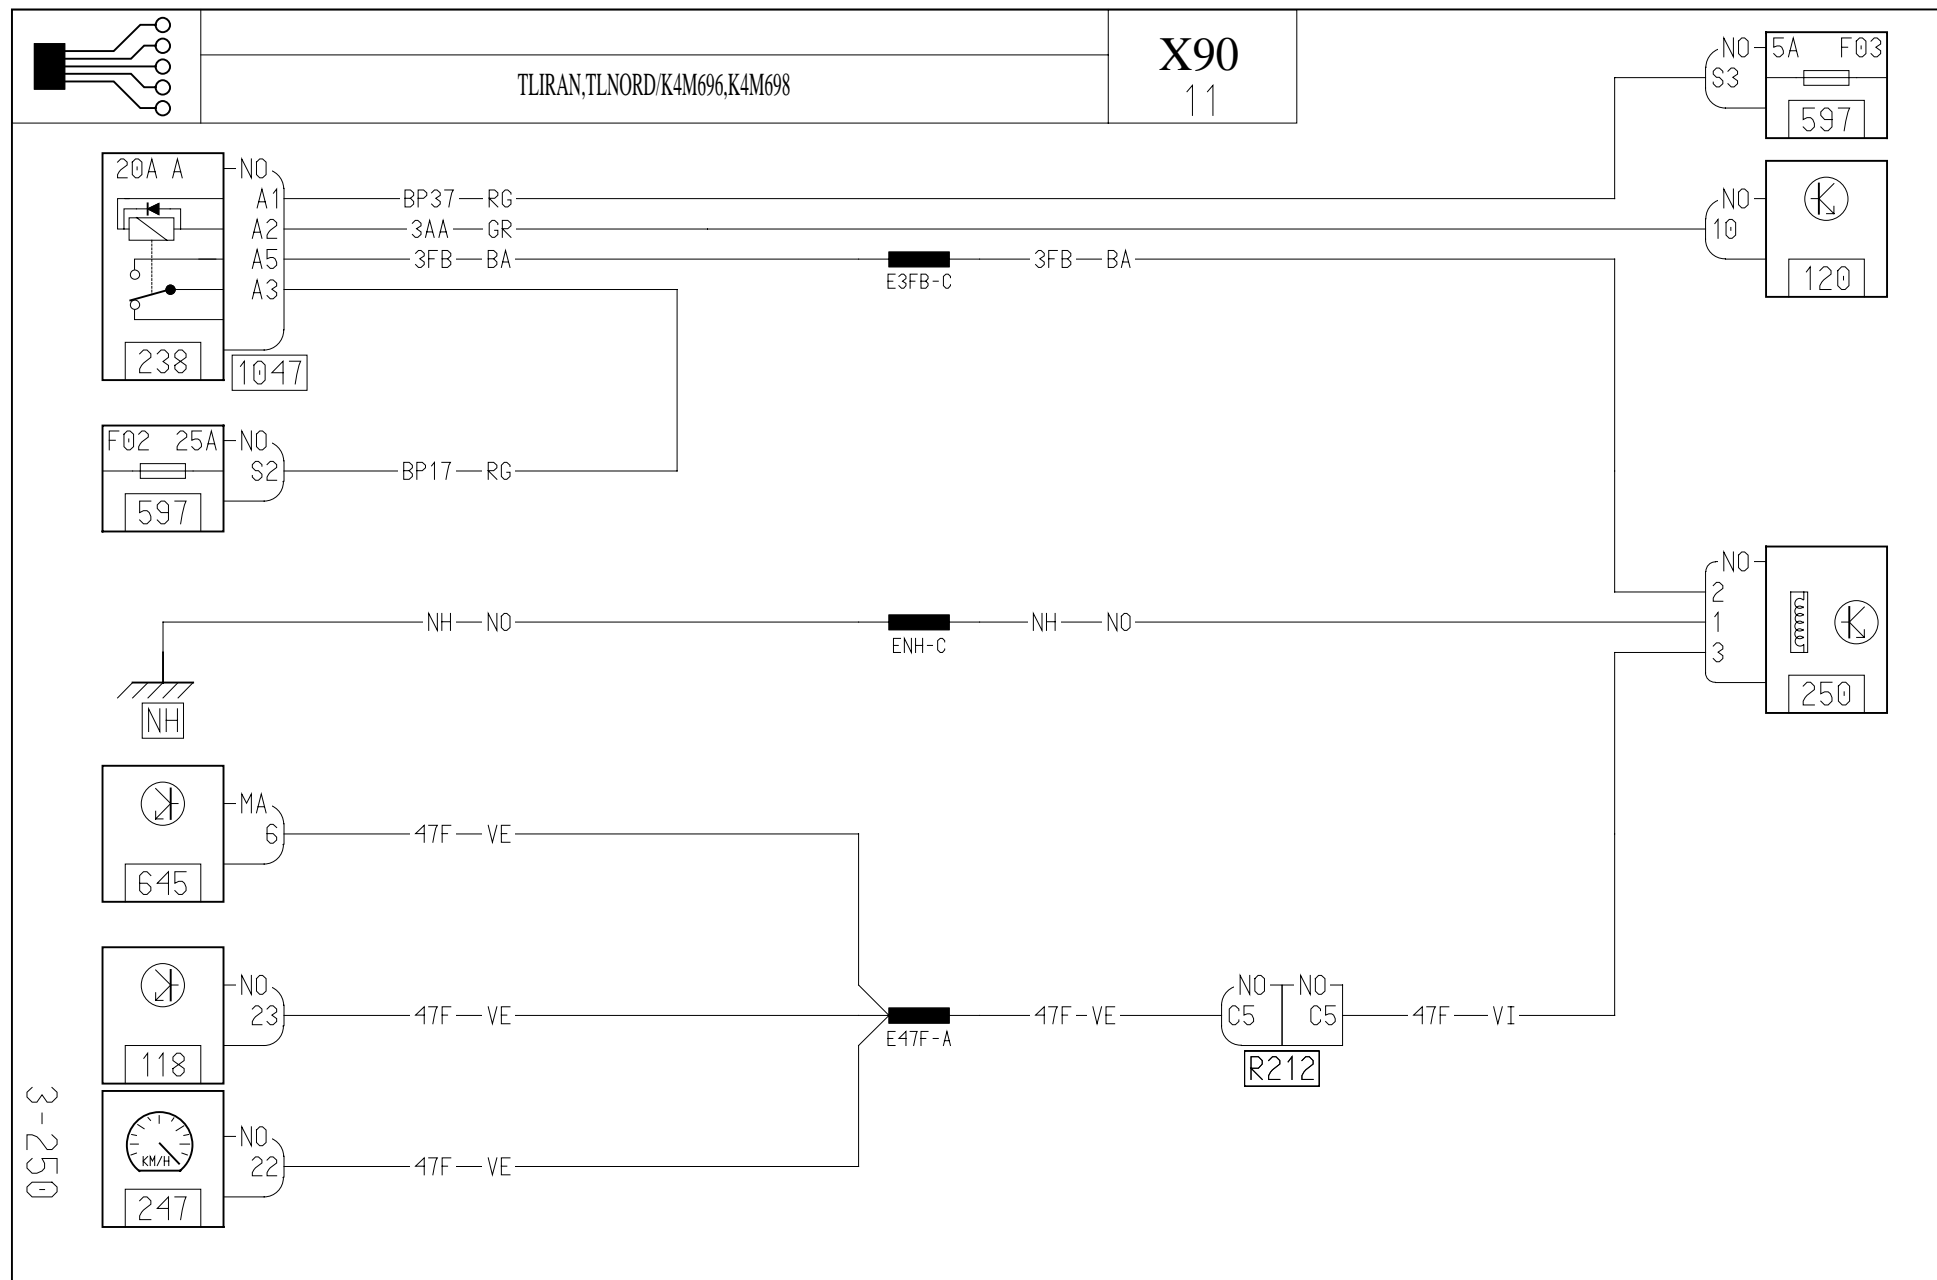 TLIRAN,TLNORD/K4M696,K4M698
X90
11
NO 5A F03
S3
597
20A A NO
A1 BP37 RG
A2 3AA GR
A5 3FB BA
E3FB-C
3FB BA
A3
238
1047
NO
10
120
F02 25A NO
S2 BP17 RG
597
NO
2
1
3
250
NH NO
ENH-C
NH NO
NH
MA
6 47F VE
645
NO
23 47F VE
118
E47F-A
47F-VE
NO NO
C5 C5
R212
47F VI
NO
22 47F VE
KM/H
247
3-250